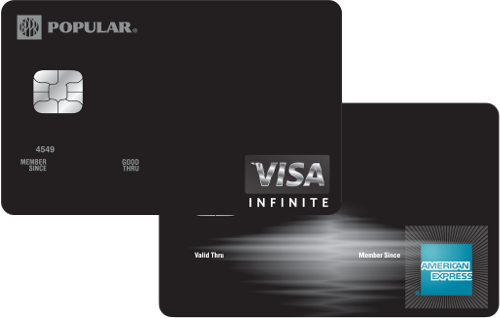 POPULAR®
4549
MEMBER
SINCE
GOOD
THRU
VISA
INFINITE
Valid Thru
Member Since
AMERICAN
EXPRESS
®